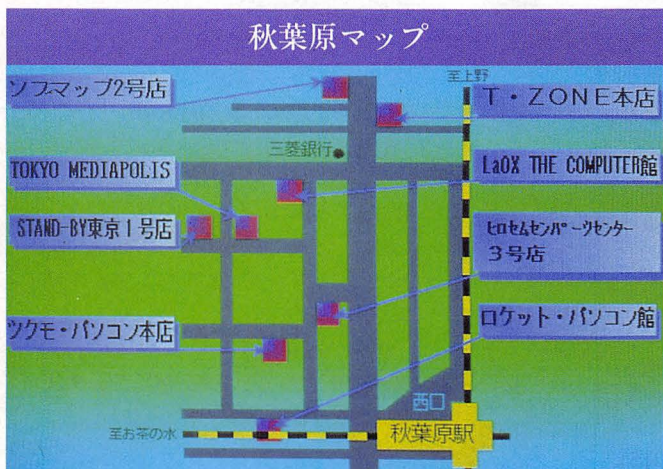 秋葉原マップ
ソフマップ2号店
至上野
T・ZONE本店
三菱銀行
TOKYO MEDIAPOLIS
LaOX THE COMPUTER館
STAND-BY東京1号店
ヒロセムセンパーツセンター
3号店
ツクモ・パソコン本店
ロケット・パソコン館
西口
至お茶の水
秋葉原駅